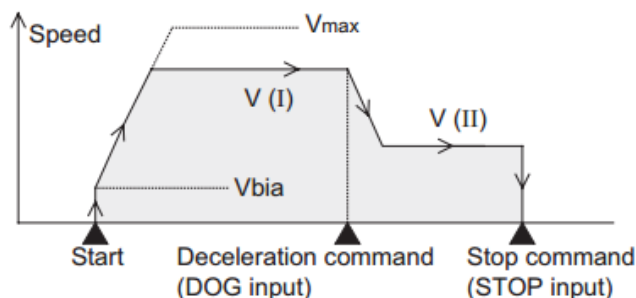 Vmax
Speed
V (I)
V (II)
Vbia
Start
Deceleration command
(DOG input)
Stop command
(STOP input)